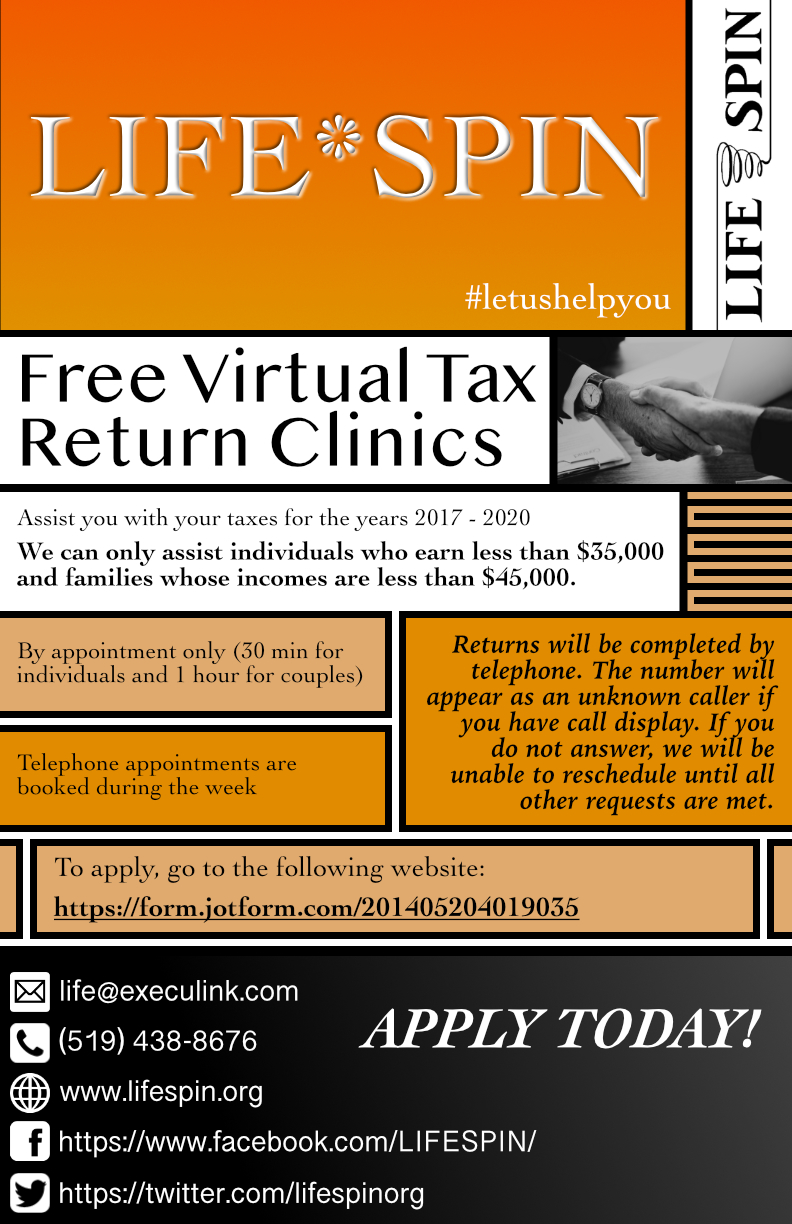 LIFE*SPIN
LIFE SPIN
#letushelpyou
Free Virtual Tax
Return Clinics
Assist you with your taxes for the years 2017 - 2020
We can only assist individuals who earn less than $35,000
and families whose incomes are less than $45,000.
By appointment only (30 min for
individuals and 1 hour for couples)
Telephone appointments are
booked during the week
Returns will be completed by
telephone. The number will
appear as an unknown caller if
you have call display. If you
do not answer, we will be
unable to reschedule until all
other requests are met.
To apply, go to the following website:
https://form.jotform.com/201405204019035
life@execulink.com
(519) 438-8676
www.lifespin.org
https://www.facebook.com/LIFESPIN/
https://twitter.com/lifespinorg
APPLY TODAY!